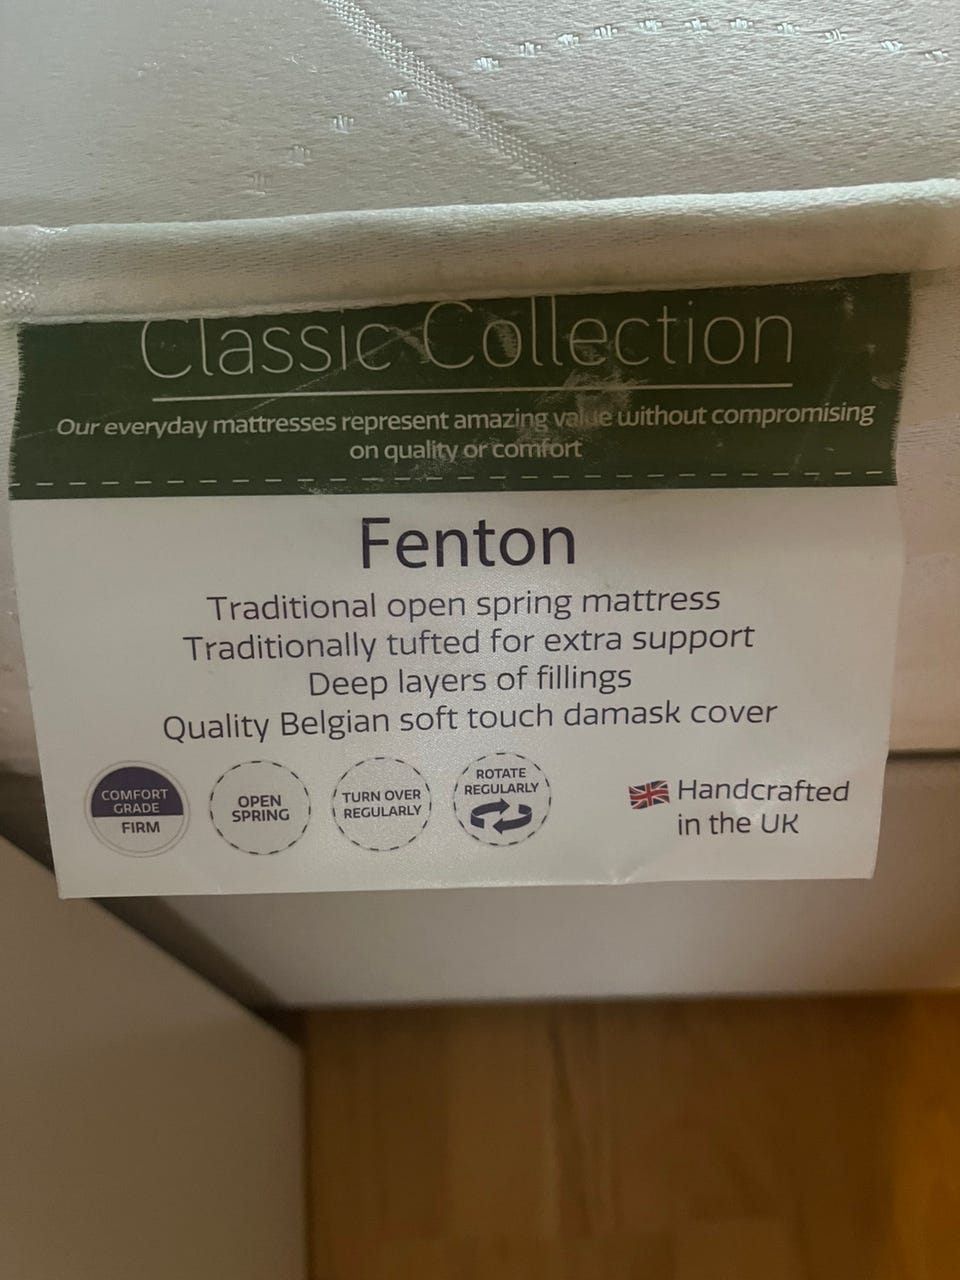 Classic Collection
Our everyday mattresses represent amazing value without compromising
on quality or comfort
Fenton
Traditional open spring mattress
Traditionally tufted for extra support
Deep layers of fillings
Quality Belgian soft touch damask cover
COMFORT
GRADE
FIRM
OPEN
SPRING
TURN OVER
REGULARLY
ROTATE
REGULARLY
Handcrafted
in the UK